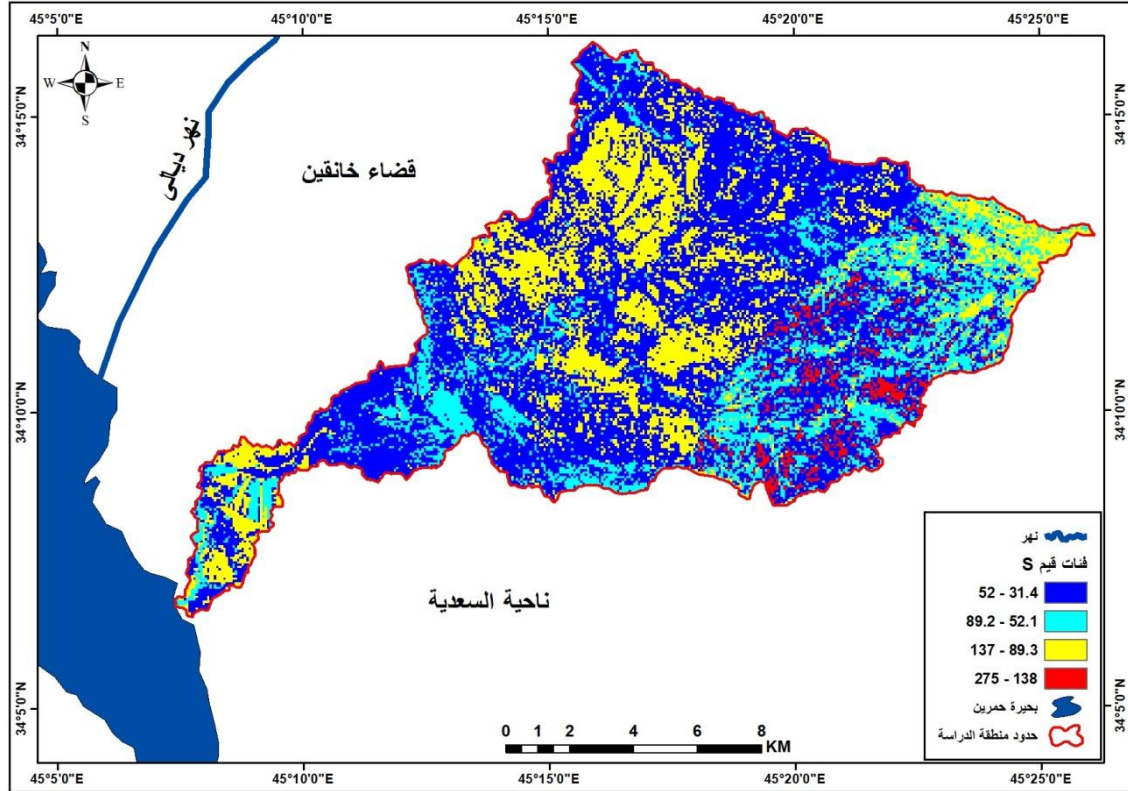 45°5'0"E 45°10'0"E 45°15'0"E 45°20'0"E 45°25'0"E
N
W E
S
34°15'0"N 34°15'0"N
نهر ديالى
قضاء خانقين
34°10'0"N 34°10'0"N
ناحية السعدية
34°5'0"N 34°5'0"N
نهر
فئات قيم S
52 - 31.4
89.2 - 52.1
137 - 89.3
275 - 138
بحيرة حمرين
حدود منطقة الدراسة
0 1 2 4 6 8
KM
45°5'0"E 45°10'0"E 45°15'0"E 45°20'0"E 45°25'0"E